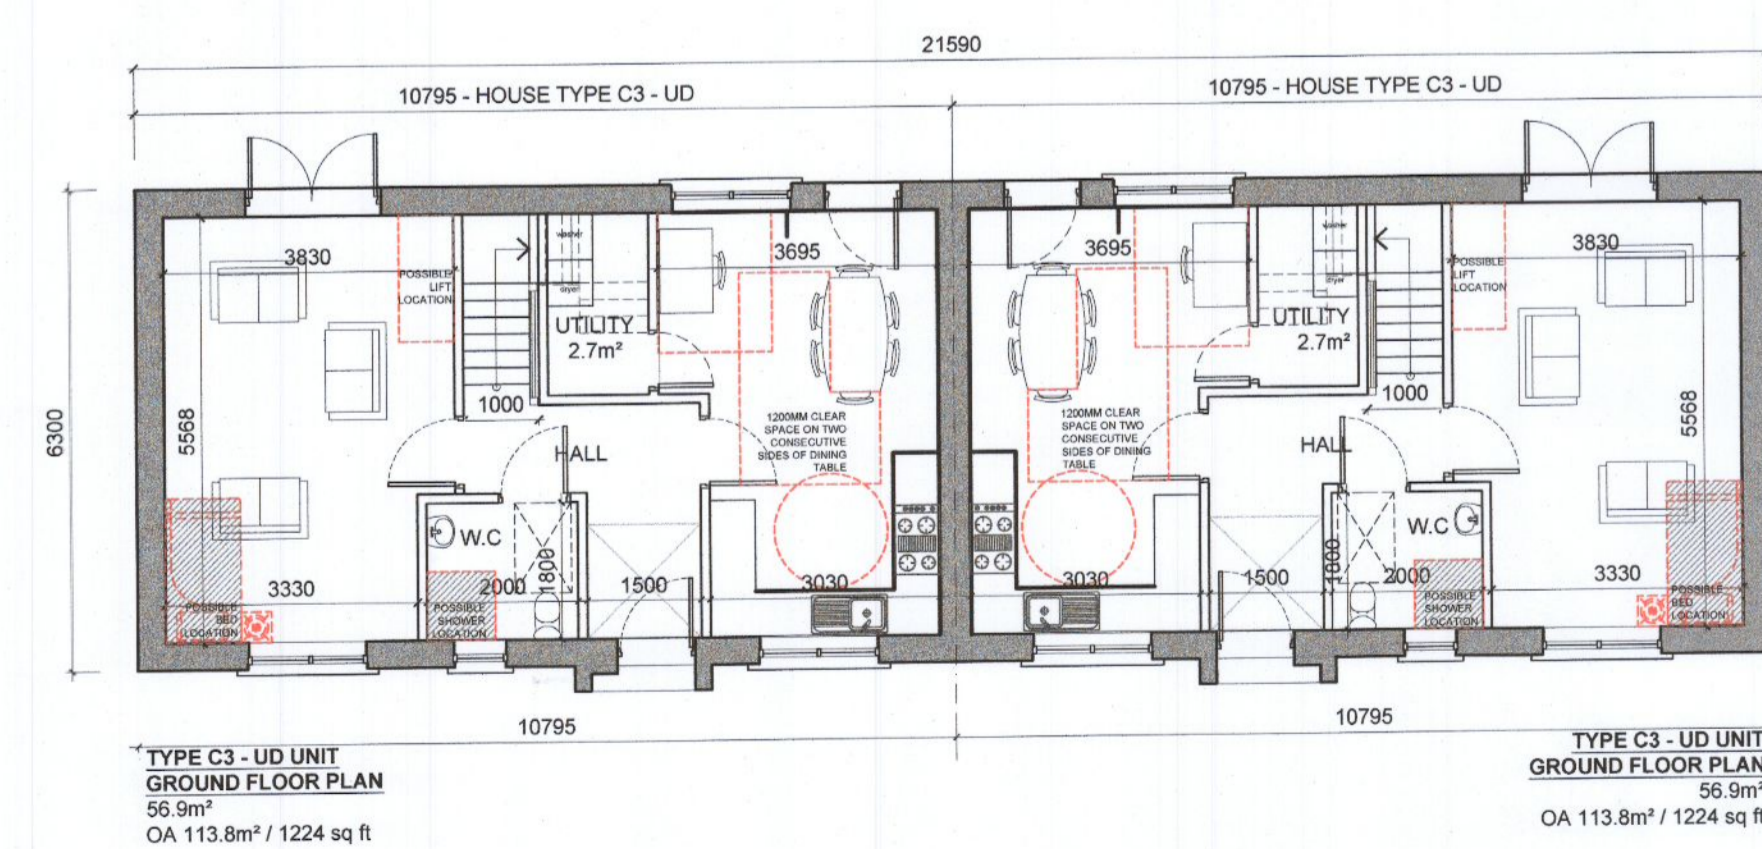 21590
10795 - HOUSE TYPE C3 - UD
10795 - HOUSE TYPE C3 - UD
3830
POSSIBLE
LIFT
LOCATION
washer
dryer
UTILITY
2.7m²
3695
3695
washer
dryer
UTILITY
2.7m²
POSSIBLE
LIFT
LOCATION
3830
6300
5568
1000
HALL
1200MM CLEAR
SPACE ON TWO
CONSECUTIVE
SIDES OF DINING
TABLE
1200MM CLEAR
SPACE ON TWO
CONSECUTIVE
SIDES OF DINING
TABLE
HALL
1000
5568
W.C
W.C
3330
2000
1800
1500
3030
3030
1500
1800
2000
3330
POSSIBLE
BED
LOCATION
POSSIBLE
SHOWER
LOCATION
POSSIBLE
SHOWER
LOCATION
POSSIBLE
BED
LOCATION
10795
10795
TYPE C3 - UD UNIT
GROUND FLOOR PLAN
56.9m²
OA 113.8m² / 1224 sq ft
TYPE C3 - UD UNIT
GROUND FLOOR PLAN
56.9m²
OA 113.8m² / 1224 sq ft